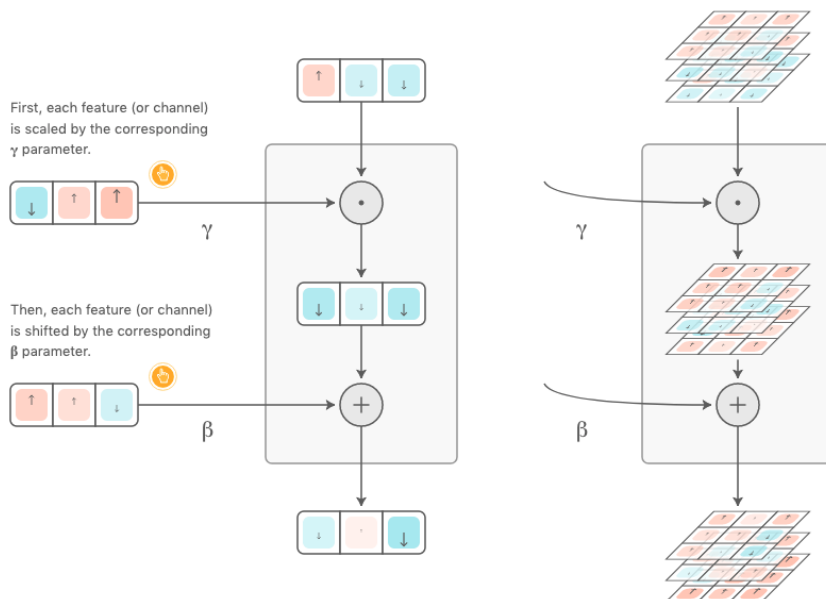 First, each feature (or channel)
is scaled by the corresponding
γ parameter.
γ
γ
Then, each feature (or channel)
is shifted by the corresponding
β parameter.
β
β